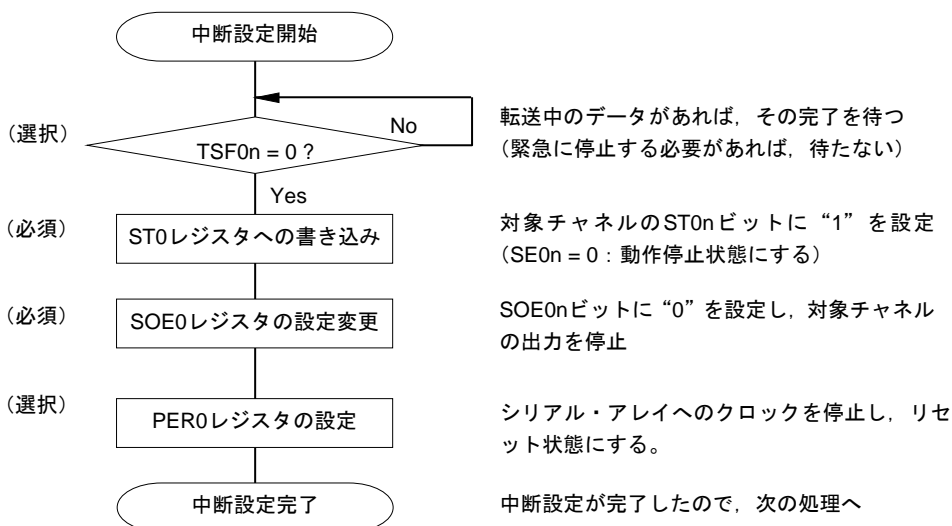 中断設定開始
(選択)
TSF0n = 0 ?
No
転送中のデータがあれば，その完了を待つ
(緊急に停止する必要があれば，待たない)
Yes
(必須)
ST0レジスタへの書き込み
対象チャネルのST0nビットに“1”を設定
(SE0n = 0：動作停止状態にする)
(必須)
SOE0レジスタの設定変更
SOE0nビットに“0”を設定し，対象チャネル
の出力を停止
(選択)
PER0レジスタの設定
シリアル・アレイへのクロックを停止し，リセ
ット状態にする。
中断設定完了
中断設定が完了したので，次の処理へ